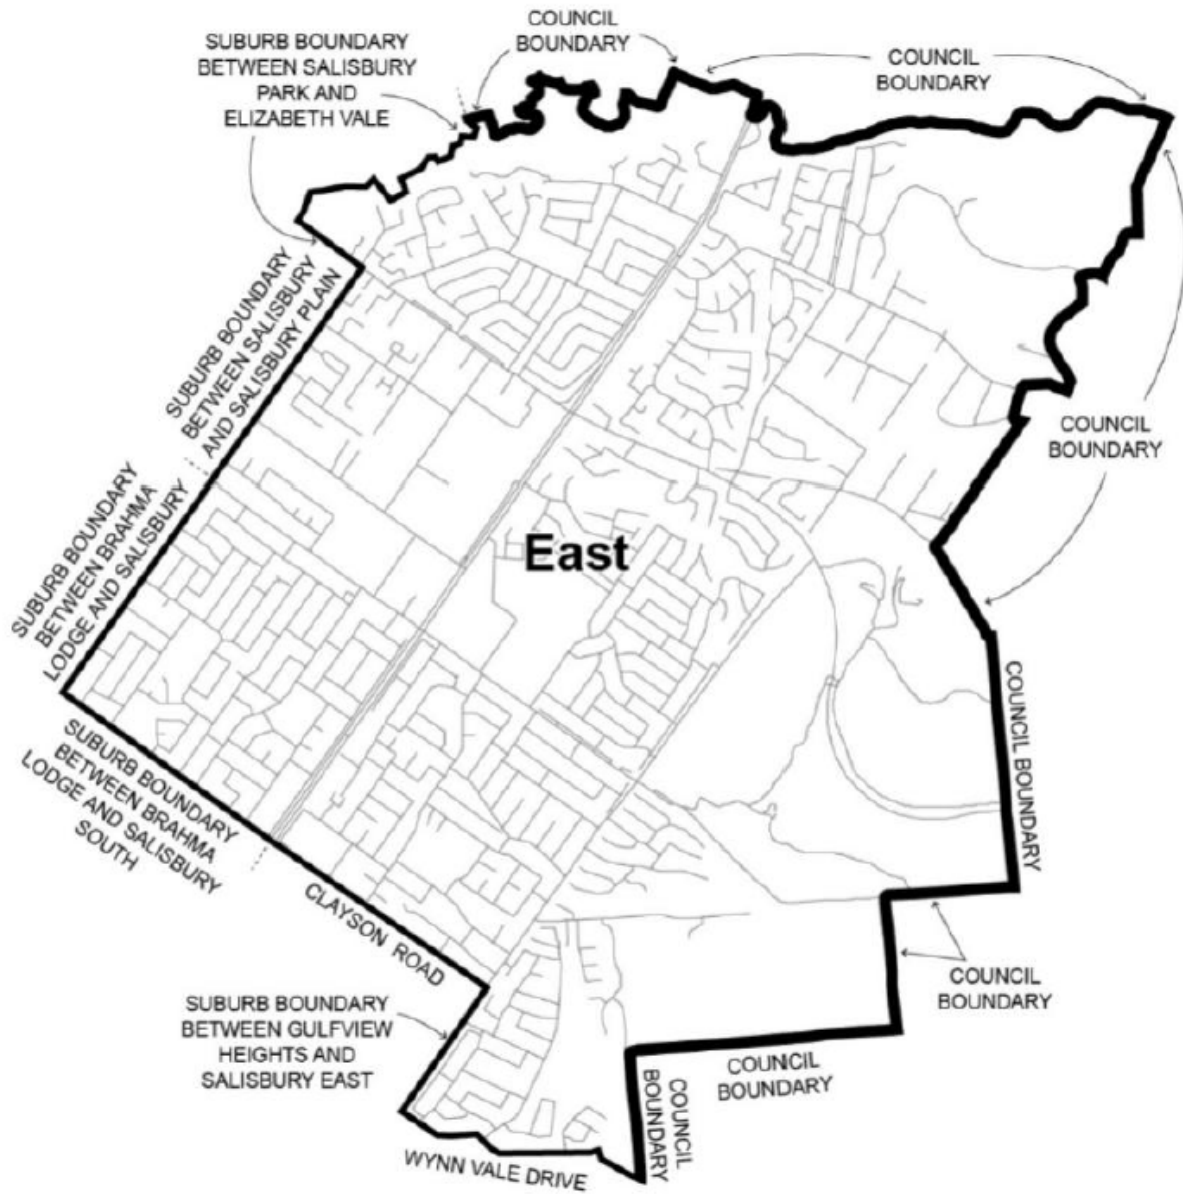 COUNCIL
BOUNDARY
SUBURB BOUNDARY
BETWEEN SALISBURY
PARK AND
ELIZABETH VALE
COUNCIL
BOUNDARY
SUBURB BOUNDARY
BETWEEN SALISBURY
AND SALISBURY PLAIN
COUNCIL
BOUNDARY
SUBURB BOUNDARY
BETWEEN BRAHMA
LODGE AND SALISBURY
East
COUNCIL BOUNDARY
SUBURB BOUNDARY
BETWEEN BRAHMA
LODGE AND SALISBURY
SOUTH
CLAYSON ROAD
COUNCIL
BOUNDARY
SUBURB BOUNDARY
BETWEEN GULFVIEW
HEIGHTS AND
SALISBURY EAST
COUNCIL
BOUNDARY
COUNCIL
BOUNDARY
WYNN VALE DRIVE